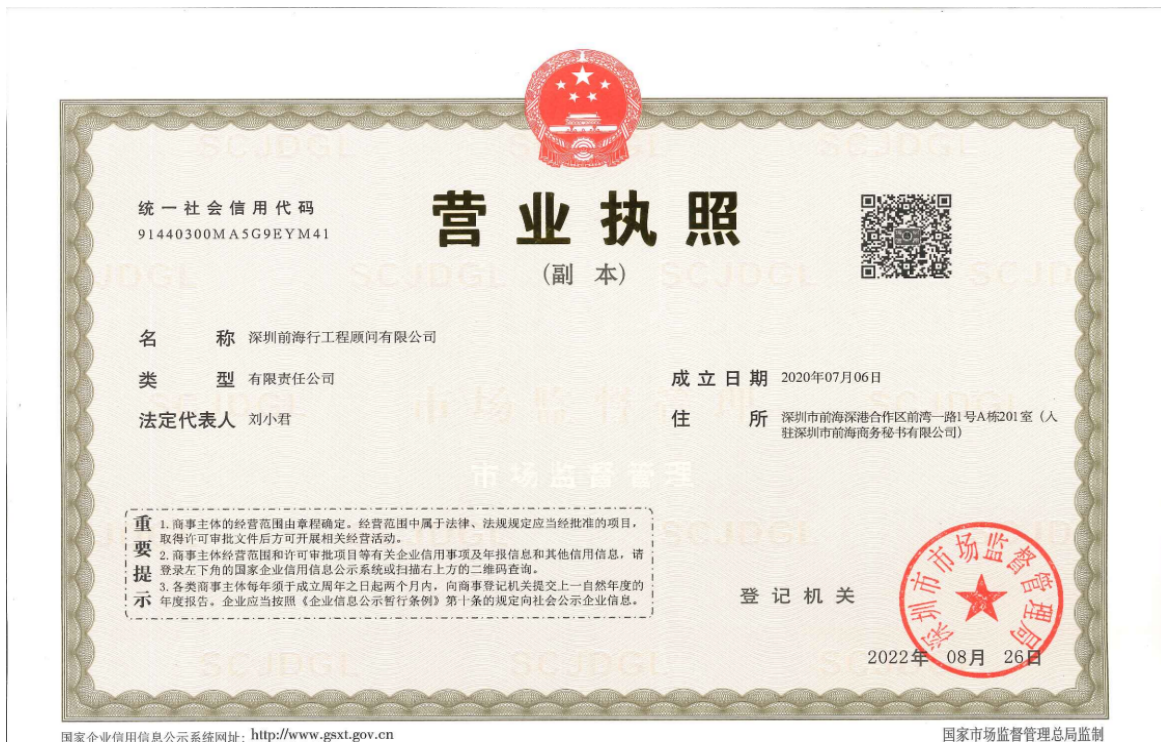 统一社会信用代码
91440300MA5G9EYM41
营业执照
(副 本)
名 称 深圳前海行工程顾问有限公司
类 型 有限责任公司
法定代表人 刘小君
成立日期 2020年07月06日
住 所 深圳市前海深港合作区前湾一路1号A栋201室（入
驻深圳市前海商务秘书有限公司）
重要提示
1.商事主体的经营范围由章程确定。经营范围中属于法律、法规规定应当经批准的项目，
取得许可审批文件后方可开展相关经营活动。
2.商事主体经营范围和许可审批项目等有关企业信用事项及年报信息和其他信用信息，请
登录左下角的国家企业信用信息公示系统或扫描右上方的二维码查询。
3.各类商事主体每年须于成立周年之日起两个月内，向商事登记机关提交上一自然年度的
年度报告。企业应当按照《企业信息公示暂行条例》第十条的规定向社会公示企业信息。
登记机关
深圳市市场监督管理局
2022年 08月 26日
SCJDGL
市场监督管理
国家企业信用信息公示系统网址：http://www.gsxt.gov.cn
国家市场监督管理总局监制